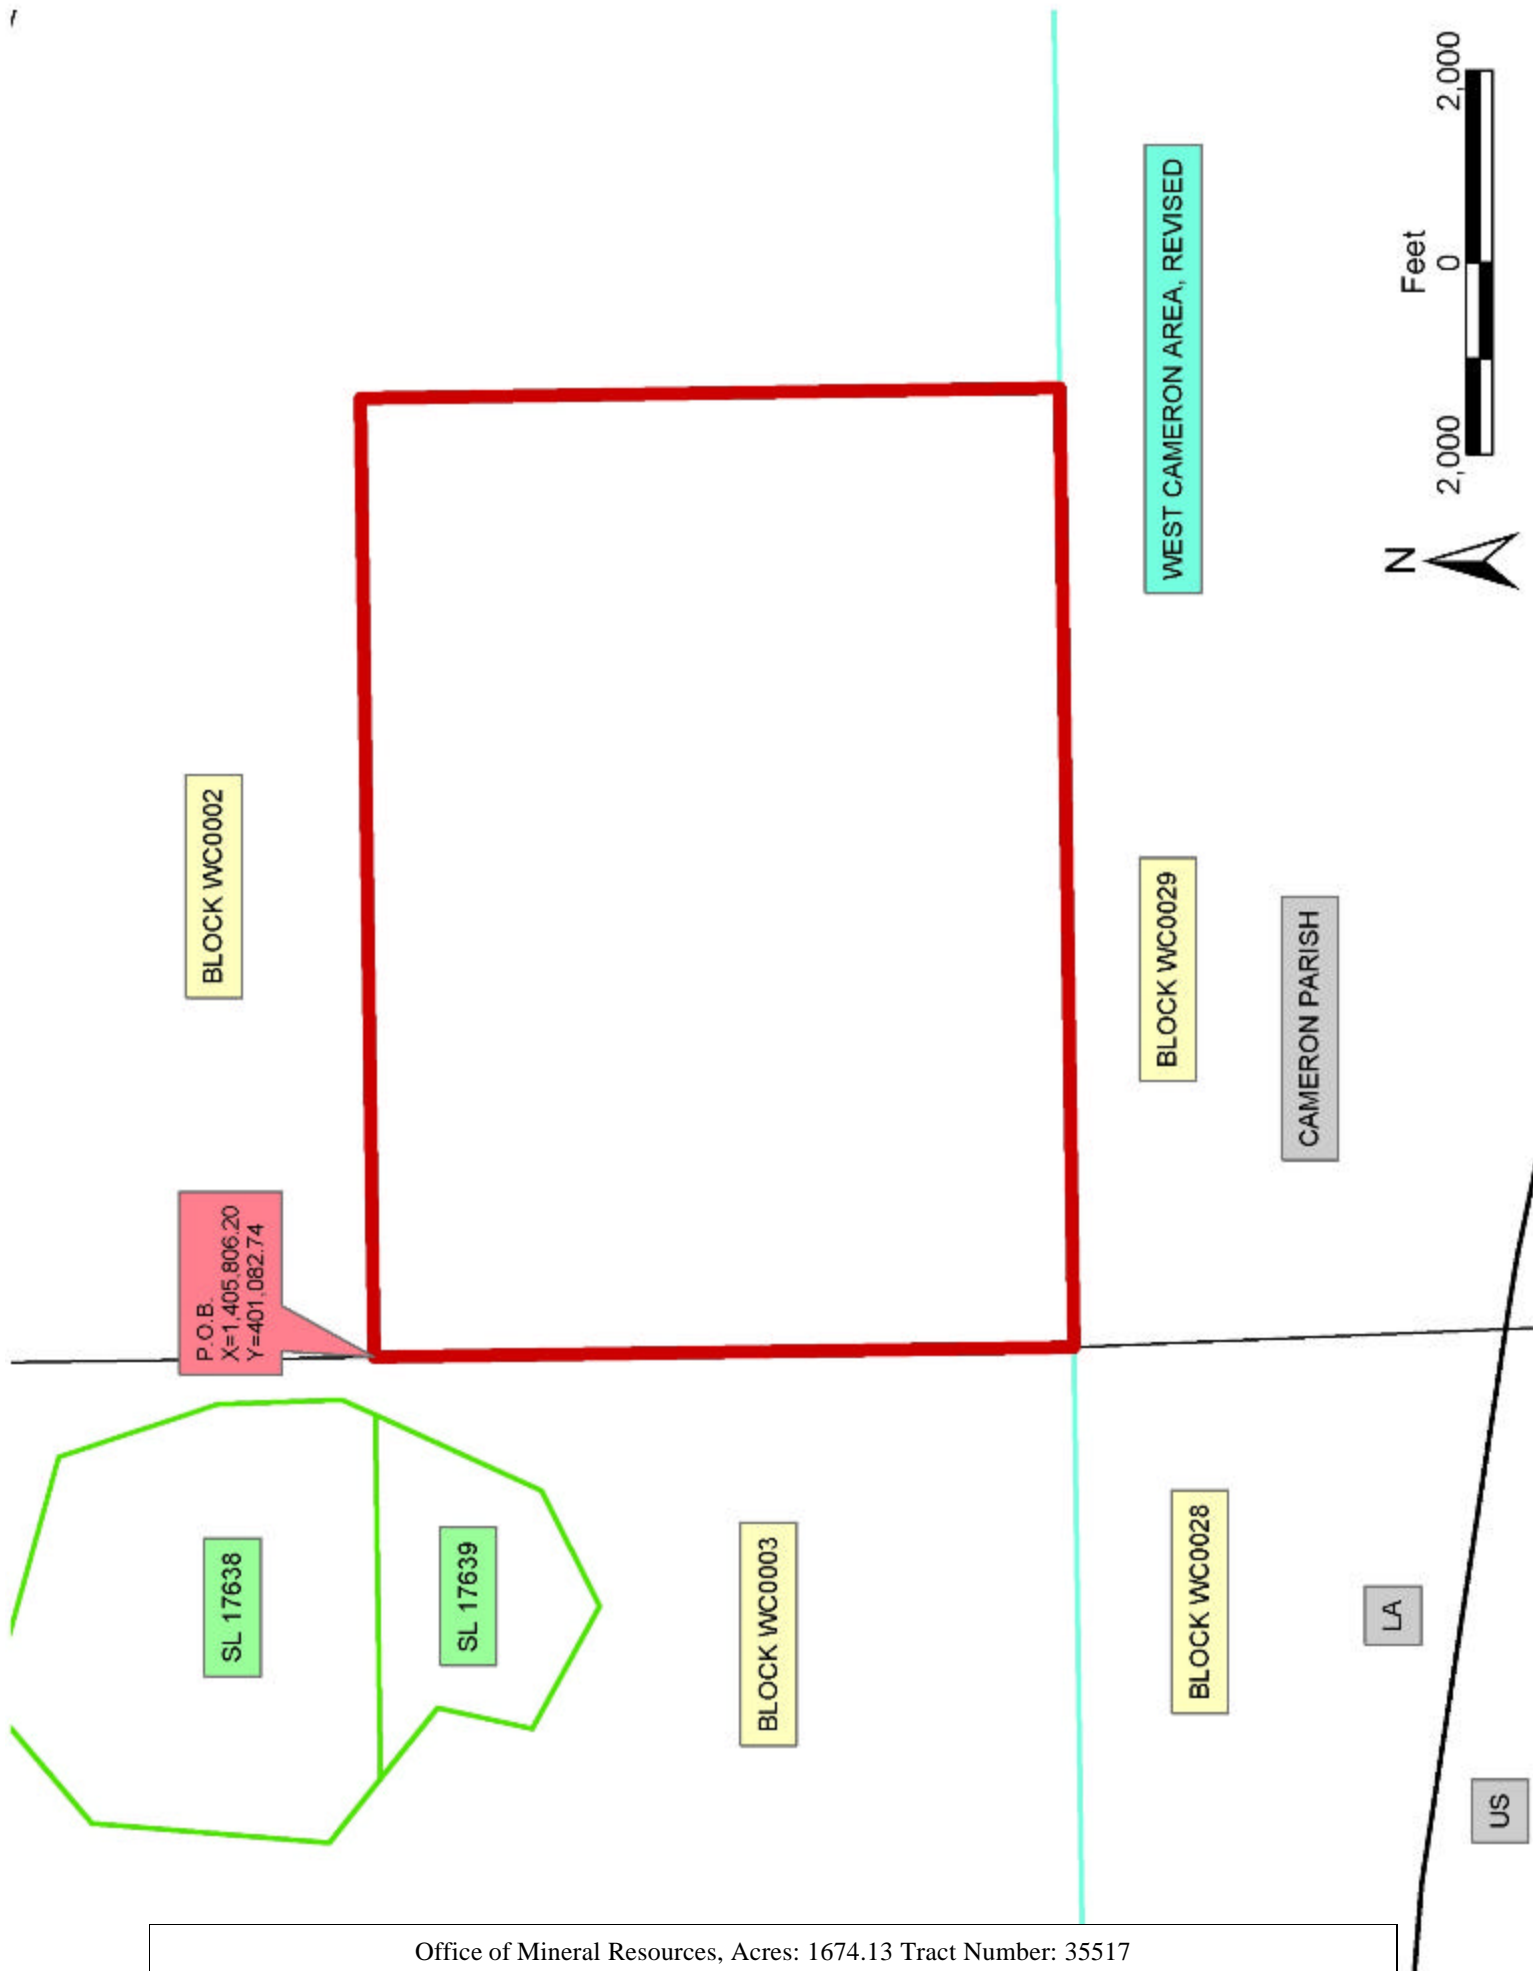 P.O.B.
X=1,405,806.20
Y=401,082.74
BLOCK WC0002
SL 17638
SL 17639
BLOCK WC0003
BLOCK WC0028
BLOCK WC0029
WEST CAMERON AREA, REVISED
CAMERON PARISH
LA
US
N
Feet
2,000 0 2,000
Office of Mineral Resources, Acres: 1674.13 Tract Number: 35517